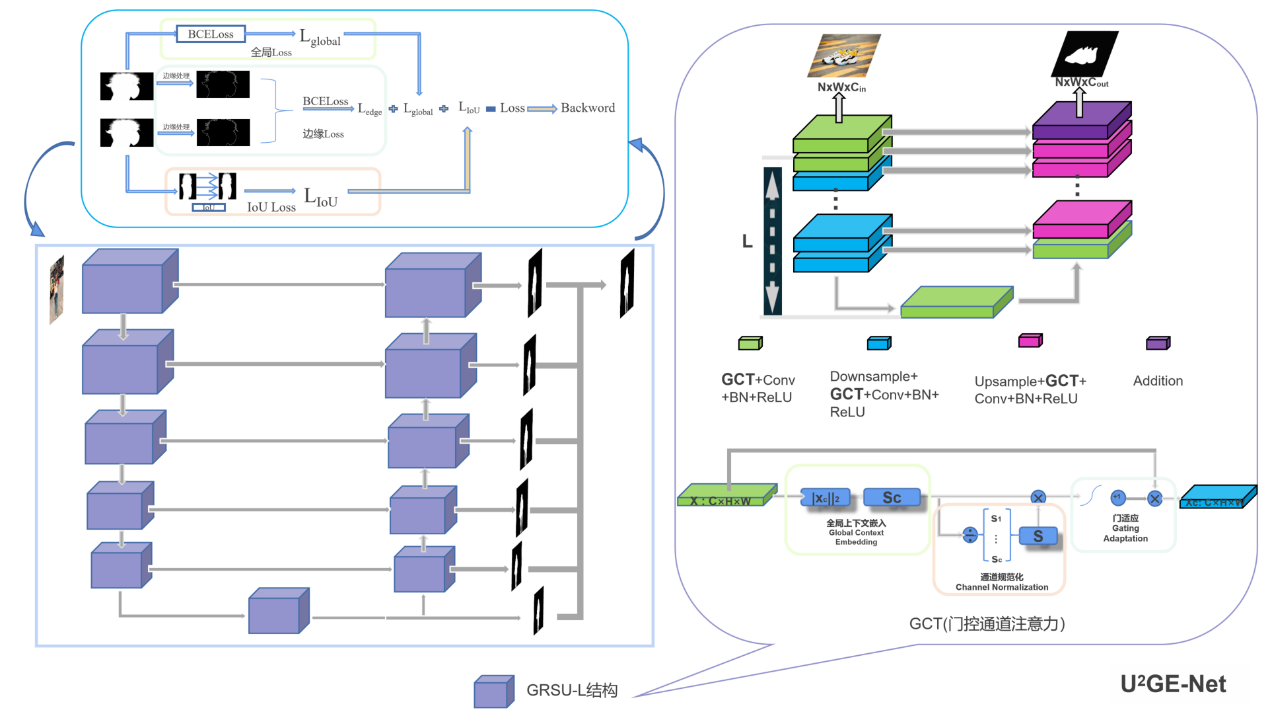 BCELoss
Lglobal
全局Loss
边缘处理
边缘处理
BCELoss
边缘Loss
Ledge
Lglobal
LIoU
Loss
Backword
IoU
IoU Loss
LIoU
NxWxCin
NxWxCout
L
GCT+Conv
+BN+ReLU
Downsample+
GCT+Conv+BN+
ReLU
Upsample+GCT+
Conv+BN+ReLU
Addition
X：C×H×W
||xc||2
Sc
全局上下文嵌入
Global Context
Embedding
S1
⋮
Sc
S
通道规范化
Channel Normalization
+1
门适应
Gating
Adaptation
Xc: C×H×W
GCT(门控通道注意力）
GRSU-L结构
U²GE-Net